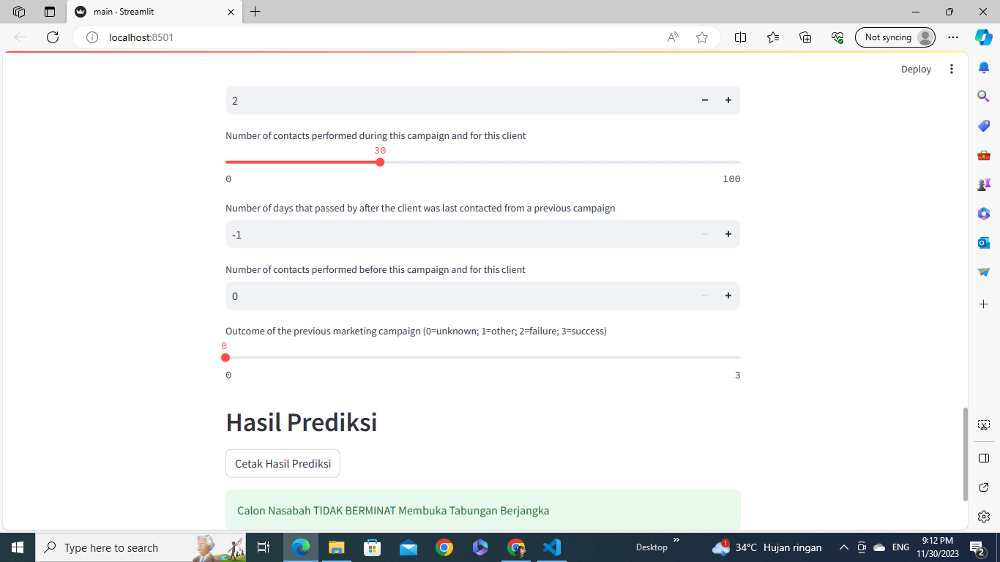 main · Streamlit
localhost:8501
Not syncing
Deploy
2
Number of contacts performed during this campaign and for this client
30
0 100
Number of days that passed by after the client was last contacted from a previous campaign
-1
Number of contacts performed before this campaign and for this client
0
Outcome of the previous marketing campaign (0=unknown; 1=other; 2=failure; 3=success)
0
0 3
Hasil Prediksi
Cetak Hasil Prediksi
Calon Nasabah TIDAK BERMINAT Membuka Tabungan Berjangka
Type here to search
Desktop
1
34°C Hujan ringan
ENG
9:12 PM
11/30/2023
2